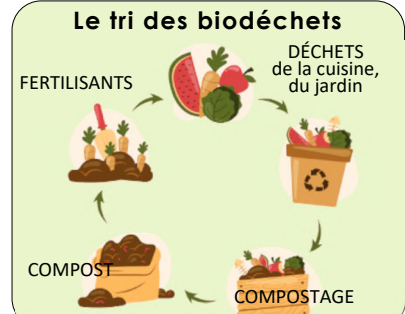 Le tri des biodéchets
DÉCHETS
de la cuisine,
du jardin
FERTILISANTS
COMPOST
COMPOSTAGE